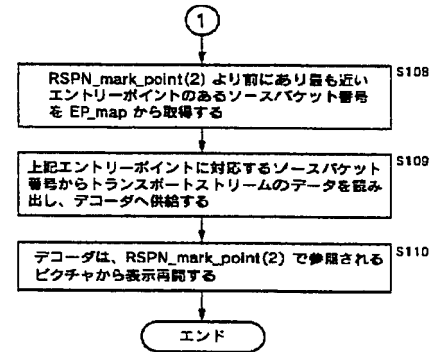 1
RSPN_mark_point(2) より前にあり最も近い
エントリーポイントのあるソースパケット番号
を EP_map から取得する
S108
上記エントリーポイントに対応するソースパケット
番号からトランスポートストリームのデータを読み
出し、デコーダへ供給する
S109
デコーダは、RSPN_mark_point(2) で参照される
ピクチャから表示再開する
S110
エンド